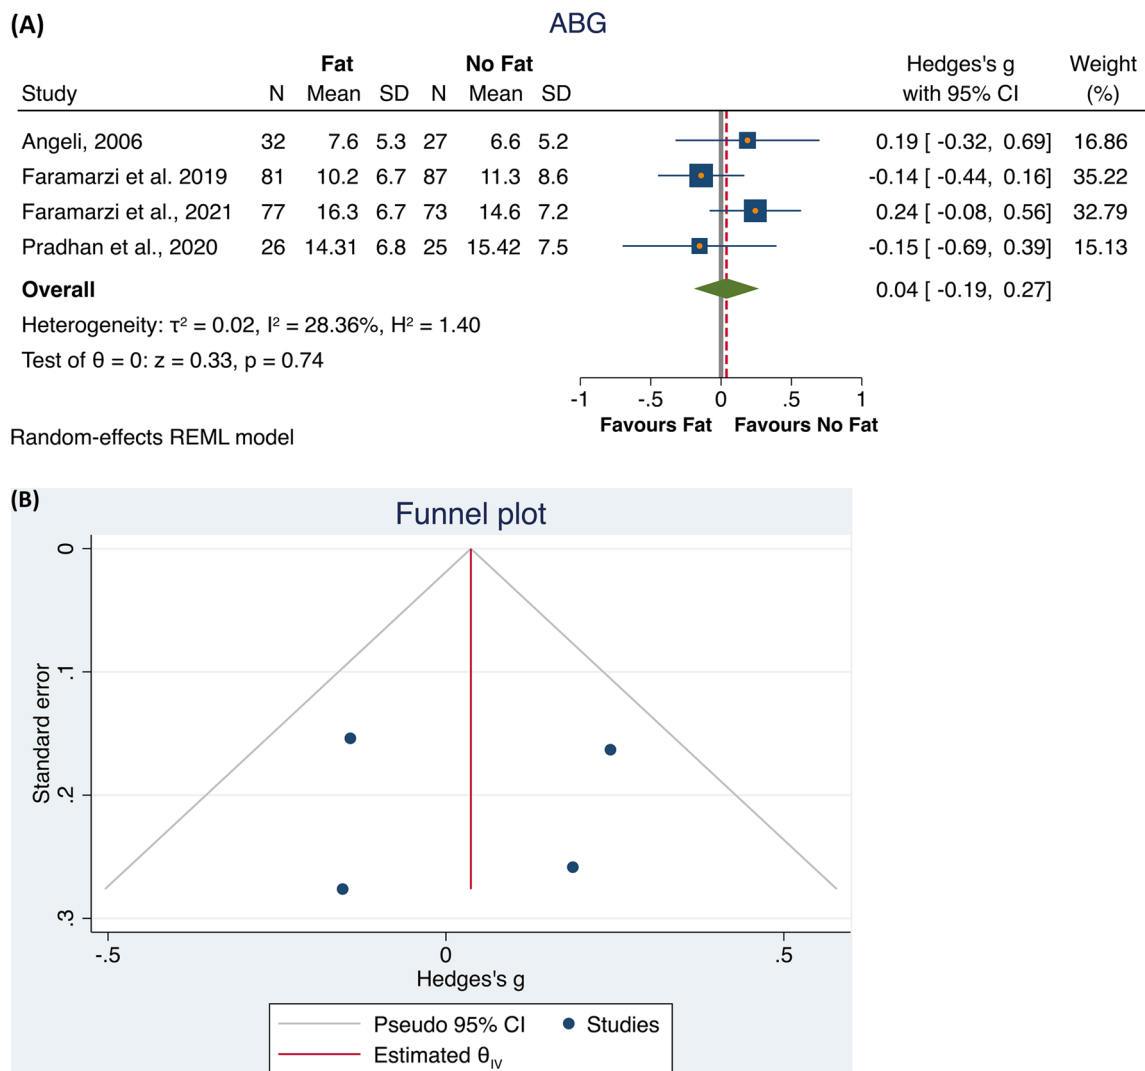 (A)
ABG
Fat No Fat Hedges's g Weight
Study N Mean SD N Mean SD with 95% CI (%)
Angeli, 2006 32 7.6 5.3 27 6.6 5.2 0.19 [ -0.32, 0.69] 16.86
Faramarzi et al. 2019 81 10.2 6.7 87 11.3 8.6 -0.14 [ -0.44, 0.16] 35.22
Faramarzi et al., 2021 77 16.3 6.7 73 14.6 7.2 0.24 [ -0.08, 0.56] 32.79
Pradhan et al., 2020 26 14.31 6.8 25 15.42 7.5 -0.15 [ -0.69, 0.39] 15.13
Overall 0.04 [ -0.19, 0.27]
Heterogeneity: τ² = 0.02, I² = 28.36%, H² = 1.40
Test of θ = 0: z = 0.33, p = 0.74
-1 -.5 0 .5 1
Favours Fat Favours No Fat
Random-effects REML model
(B)
Funnel plot
0
.1
.2
.3
Standard error
-.5 0 .5
Hedges's g
Pseudo 95% CI Studies
Estimated θIV